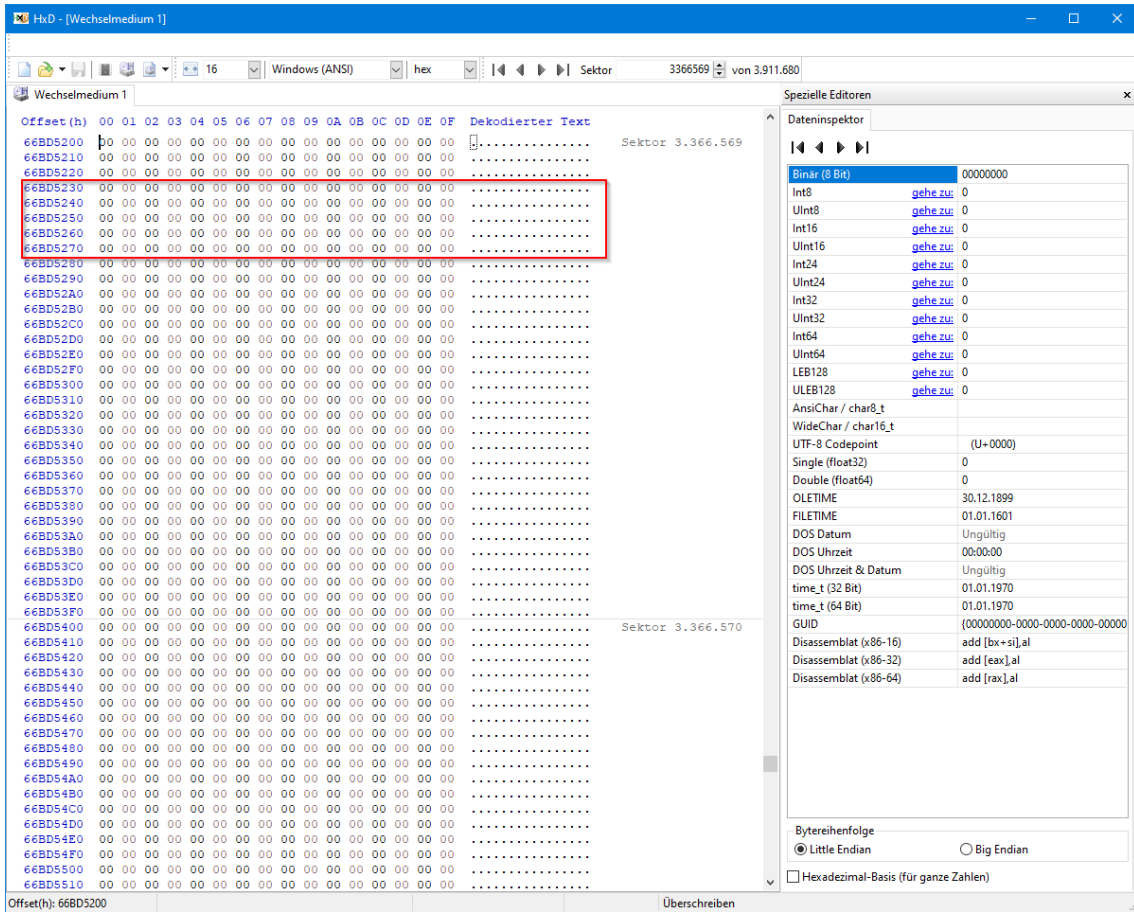 HxD - [Wechselmedium 1]
16 Windows (ANSI) hex Sektor 3366569 von 3.911.680
Wechselmedium 1
Offset(h) 00 01 02 03 04 05 06 07 08 09 0A 0B 0C 0D 0E 0F Dekodierter Text
66BD5200 00 00 00 00 00 00 00 00 00 00 00 00 00 00 00 00 ................ Sektor 3.366.569
66BD5210 00 00 00 00 00 00 00 00 00 00 00 00 00 00 00 00 ................
66BD5220 00 00 00 00 00 00 00 00 00 00 00 00 00 00 00 00 ................
66BD5230 00 00 00 00 00 00 00 00 00 00 00 00 00 00 00 00 ................
66BD5240 00 00 00 00 00 00 00 00 00 00 00 00 00 00 00 00 ................
66BD5250 00 00 00 00 00 00 00 00 00 00 00 00 00 00 00 00 ................
66BD5260 00 00 00 00 00 00 00 00 00 00 00 00 00 00 00 00 ................
66BD5270 00 00 00 00 00 00 00 00 00 00 00 00 00 00 00 00 ................
66BD5280 00 00 00 00 00 00 00 00 00 00 00 00 00 00 00 00 ................
66BD5290 00 00 00 00 00 00 00 00 00 00 00 00 00 00 00 00 ................
66BD52A0 00 00 00 00 00 00 00 00 00 00 00 00 00 00 00 00 ................
66BD52B0 00 00 00 00 00 00 00 00 00 00 00 00 00 00 00 00 ................
66BD52C0 00 00 00 00 00 00 00 00 00 00 00 00 00 00 00 00 ................
66BD52D0 00 00 00 00 00 00 00 00 00 00 00 00 00 00 00 00 ................
66BD52E0 00 00 00 00 00 00 00 00 00 00 00 00 00 00 00 00 ................
66BD52F0 00 00 00 00 00 00 00 00 00 00 00 00 00 00 00 00 ................
66BD5300 00 00 00 00 00 00 00 00 00 00 00 00 00 00 00 00 ................
66BD5310 00 00 00 00 00 00 00 00 00 00 00 00 00 00 00 00 ................
66BD5320 00 00 00 00 00 00 00 00 00 00 00 00 00 00 00 00 ................
66BD5330 00 00 00 00 00 00 00 00 00 00 00 00 00 00 00 00 ................
66BD5340 00 00 00 00 00 00 00 00 00 00 00 00 00 00 00 00 ................
66BD5350 00 00 00 00 00 00 00 00 00 00 00 00 00 00 00 00 ................
66BD5360 00 00 00 00 00 00 00 00 00 00 00 00 00 00 00 00 ................
66BD5370 00 00 00 00 00 00 00 00 00 00 00 00 00 00 00 00 ................
66BD5380 00 00 00 00 00 00 00 00 00 00 00 00 00 00 00 00 ................
66BD5390 00 00 00 00 00 00 00 00 00 00 00 00 00 00 00 00 ................
66BD53A0 00 00 00 00 00 00 00 00 00 00 00 00 00 00 00 00 ................
66BD53B0 00 00 00 00 00 00 00 00 00 00 00 00 00 00 00 00 ................
66BD53C0 00 00 00 00 00 00 00 00 00 00 00 00 00 00 00 00 ................
66BD53D0 00 00 00 00 00 00 00 00 00 00 00 00 00 00 00 00 ................
66BD53E0 00 00 00 00 00 00 00 00 00 00 00 00 00 00 00 00 ................
66BD53F0 00 00 00 00 00 00 00 00 00 00 00 00 00 00 00 00 ................
66BD5400 00 00 00 00 00 00 00 00 00 00 00 00 00 00 00 00 ................ Sektor 3.366.570
66BD5410 00 00 00 00 00 00 00 00 00 00 00 00 00 00 00 00 ................
66BD5420 00 00 00 00 00 00 00 00 00 00 00 00 00 00 00 00 ................
66BD5430 00 00 00 00 00 00 00 00 00 00 00 00 00 00 00 00 ................
66BD5440 00 00 00 00 00 00 00 00 00 00 00 00 00 00 00 00 ................
66BD5450 00 00 00 00 00 00 00 00 00 00 00 00 00 00 00 00 ................
66BD5460 00 00 00 00 00 00 00 00 00 00 00 00 00 00 00 00 ................
66BD5470 00 00 00 00 00 00 00 00 00 00 00 00 00 00 00 00 ................
66BD5480 00 00 00 00 00 00 00 00 00 00 00 00 00 00 00 00 ................
66BD5490 00 00 00 00 00 00 00 00 00 00 00 00 00 00 00 00 ................
66BD54A0 00 00 00 00 00 00 00 00 00 00 00 00 00 00 00 00 ................
66BD54B0 00 00 00 00 00 00 00 00 00 00 00 00 00 00 00 00 ................
66BD54C0 00 00 00 00 00 00 00 00 00 00 00 00 00 00 00 00 ................
66BD54D0 00 00 00 00 00 00 00 00 00 00 00 00 00 00 00 00 ................
66BD54E0 00 00 00 00 00 00 00 00 00 00 00 00 00 00 00 00 ................
66BD54F0 00 00 00 00 00 00 00 00 00 00 00 00 00 00 00 00 ................
66BD5500 00 00 00 00 00 00 00 00 00 00 00 00 00 00 00 00 ................
66BD5510 00 00 00 00 00 00 00 00 00 00 00 00 00 00 00 00 ................
Spezielle Editoren
Dateninspektor
Binär (8 Bit) 00000000
Int8 gehe zu: 0
UInt8 gehe zu: 0
Int16 gehe zu: 0
UInt16 gehe zu: 0
Int24 gehe zu: 0
UInt24 gehe zu: 0
Int32 gehe zu: 0
UInt32 gehe zu: 0
Int64 gehe zu: 0
UInt64 gehe zu: 0
LEB128 gehe zu: 0
ULEB128 gehe zu: 0
AnsiChar / char8_t
WideChar / char16_t
UTF-8 Codepoint (U+0000)
Single (float32) 0
Double (float64) 0
OLETIME 30.12.1899
FILETIME 01.01.1601
DOS Datum Ungültig
DOS Uhrzeit 00:00:00
DOS Uhrzeit & Datum Ungültig
time_t (32 Bit) 01.01.1970
time_t (64 Bit) 01.01.1970
GUID {00000000-0000-0000-0000-00000
Disassemblat (x86-16) add [bx+si],al
Disassemblat (x86-32) add [eax],al
Disassemblat (x86-64) add [rax],al
Bytereihenfolge
Little Endian Big Endian
Hexadezimal-Basis (für ganze Zahlen)
Offset(h): 66BD5200 Überschreiben